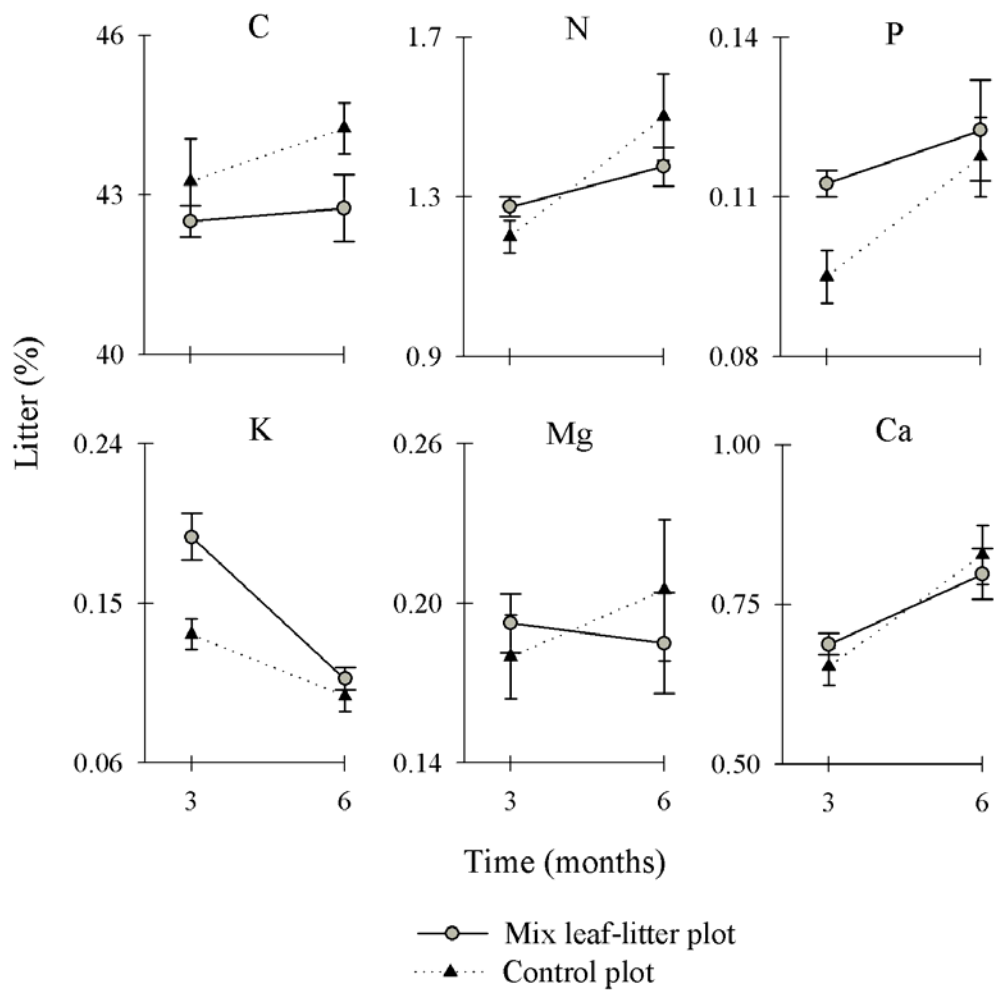 C
N
P
46
43
40
1.7
1.3
0.9
0.14
0.11
0.08
Litter (%)
K
Mg
Ca
0.24
0.15
0.06
0.26
0.20
0.14
1.00
0.75
0.50
3 6
3 6
3 6
Time (months)
Mix leaf-litter plot
Control plot